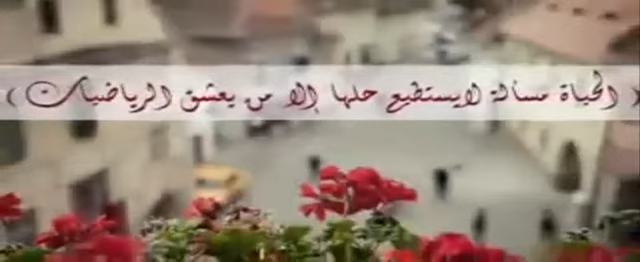 ( الحياة مسألة لايستطيع حلها إلا من يعشق الرياضيات )